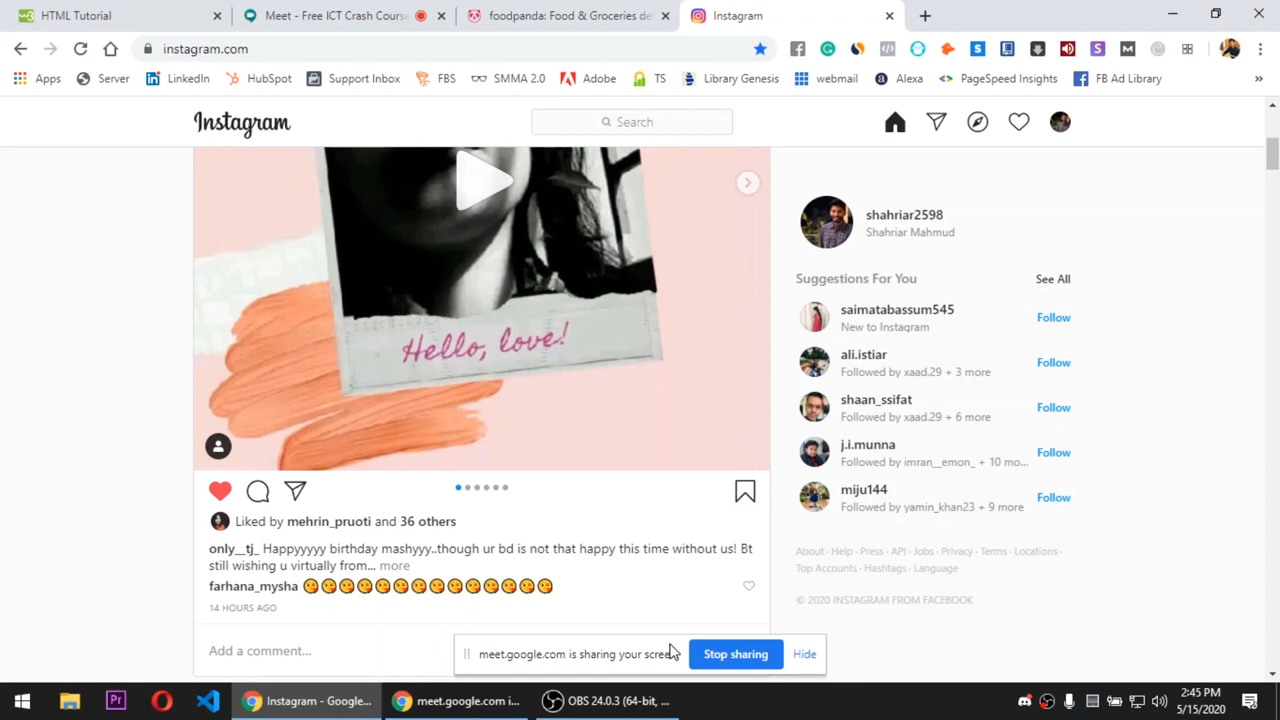 HTML Tutorial
Meet - Free ICT Crash Course
foodpanda: Food & Groceries de
Instagram
instagram.com
Apps
Server
LinkedIn
HubSpot
Support Inbox
FBS
SMMA 2.0
Adobe
TS
Library Genesis
webmail
Alexa
PageSpeed Insights
FB Ad Library
»
Instagram
Search
Hello, love!
shahriar2598
Shahriar Mahmud
Suggestions For You
See All
saimatabassum545
New to Instagram
Follow
ali.istiar
Followed by xaad.29 + 3 more
Follow
shaan_ssifat
Followed by xaad.29 + 6 more
Follow
j.i.munna
Followed by imran__emon_ + 10 mo...
Follow
miju144
Followed by yamin_khan23 + 9 more
Follow
About · Help · Press · API · Jobs · Privacy · Terms · Locations ·
Top Accounts · Hashtags · Language
© 2020 INSTAGRAM FROM FACEBOOK
Liked by mehrin_pruoti and 36 others
only__tj_ Happyyyyy birthday mashyyy..though ur bd is not that happy this time without us! Bt
still wishing u virtually from... more
farhana_mysha 😋😋😋😋😋😋😋😋😋😋😋😋😋😋
14 HOURS AGO
Add a comment...
meet.google.com is sharing your scree
Stop sharing
Hide
Instagram - Google...
meet.google.com i...
OBS 24.0.3 (64-bit, ...
2:45 PM
5/15/2020